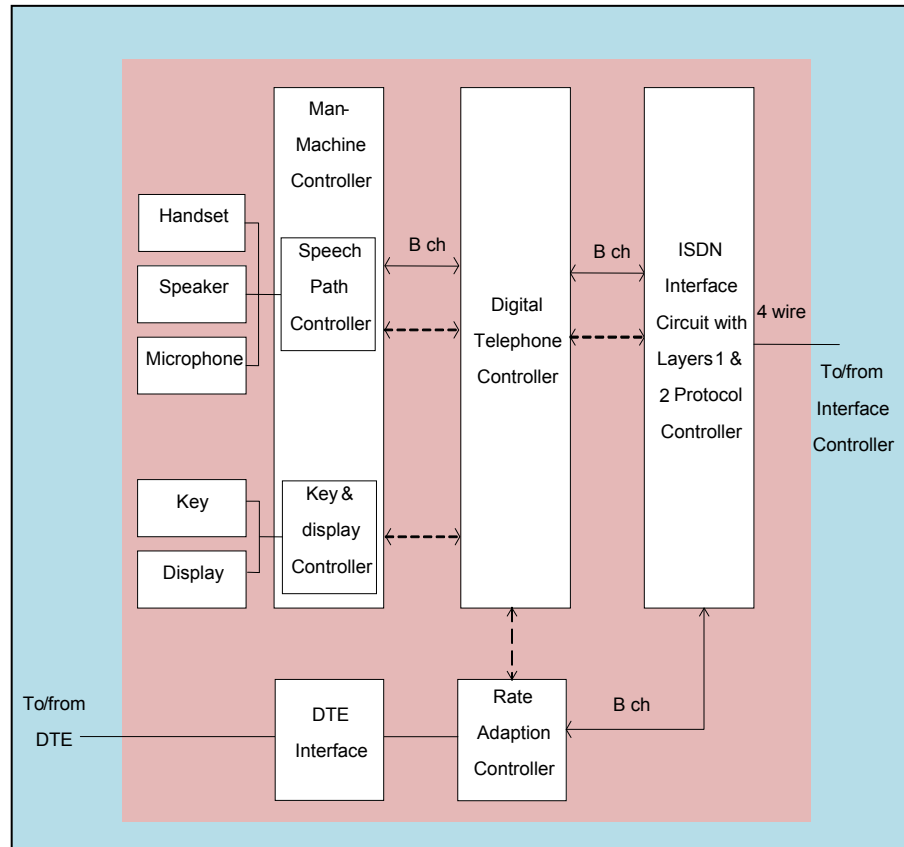 Man-
Machine
Controller
Handset
Speaker
Microphone
Speech
Path
Controller
B ch
Digital
Telephone
Controller
B ch
ISDN
Interface
Circuit with
Layers 1 &
2 Protocol
Controller
4 wire
To/from
Interface
Controller
Key
Display
Key &
display
Controller
To/from
DTE
DTE
Interface
Rate
Adaption
Controller
B ch